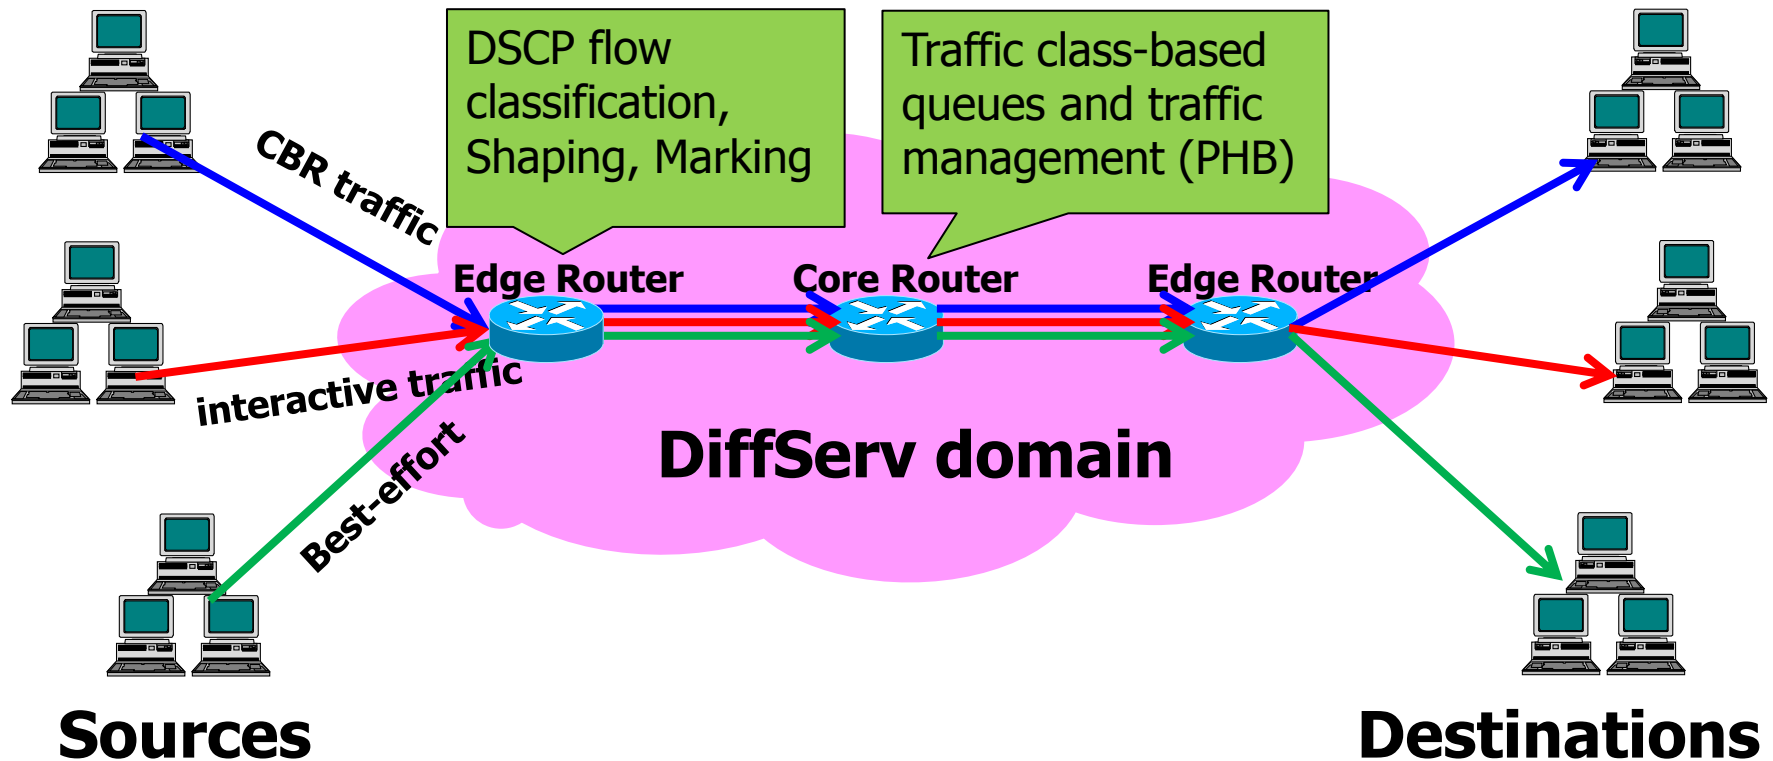 DSCP flow
classification,
Shaping, Marking
Traffic class-based
queues and traffic
management (PHB)
CBR traffic
Edge Router
Core Router
Edge Router
interactive traffic
Best-effort
DiffServ domain
Sources
Destinations